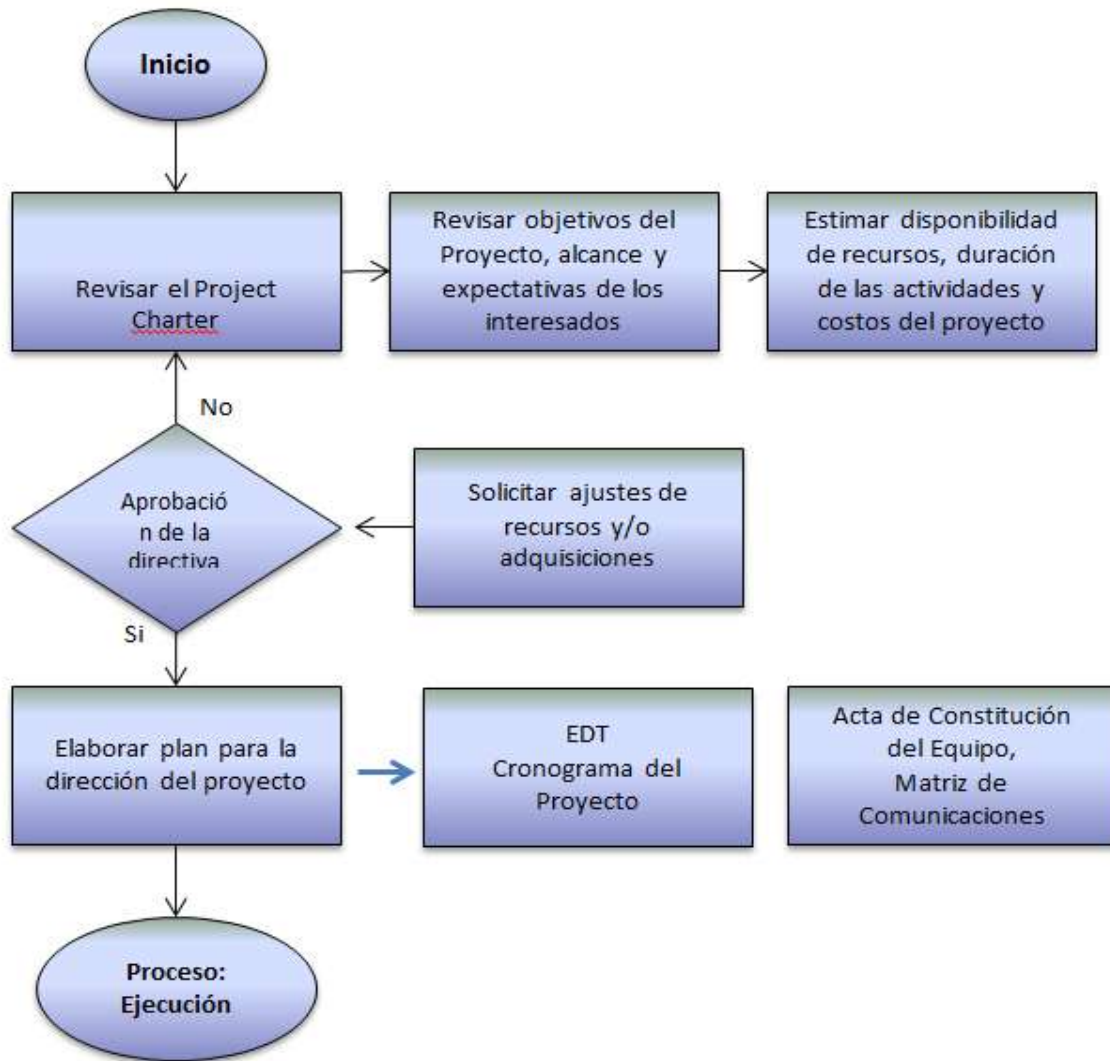 Inicio
Revisar el Project
Charter
Revisar objetivos del
Proyecto, alcance y
expectativas de los
interesados
Estimar disponibilidad
de recursos, duración
de las actividades y
costos del proyecto
No
Aprobació
n de la
directiva
Solicitar ajustes de
recursos y/o
adquisiciones
Si
Elaborar plan para la
dirección del proyecto
EDT
Cronograma del
Proyecto
Acta de Constitución
del Equipo,
Matriz de
Comunicaciones
Proceso:
Ejecución